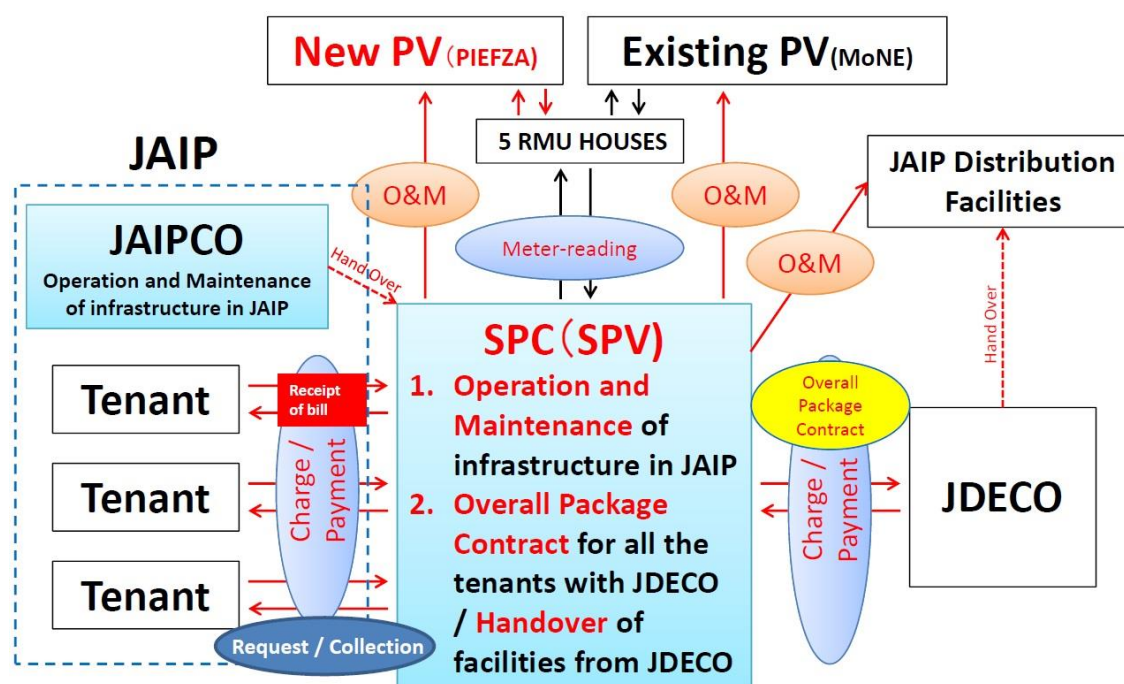 New PV(PIEFZA)
Existing PV(MoNE)
5 RMU HOUSES
JAIP
JAIP Distribution
Facilities
O&M
O&M
O&M
Meter-reading
JAIPCO
Operation and Maintenance
of infrastructure in JAIP
Hand Over
Hand Over
SPC(SPV)
1. Operation and
Maintenance of
infrastructure in JAIP
2. Overall Package
Contract for all the
tenants with JDECO
/ Handover of
facilities from JDECO
Tenant
Tenant
Tenant
Receipt
of bill
Charge /
Payment
Request / Collection
Overall
Package
Contract
Charge /
Payment
JDECO